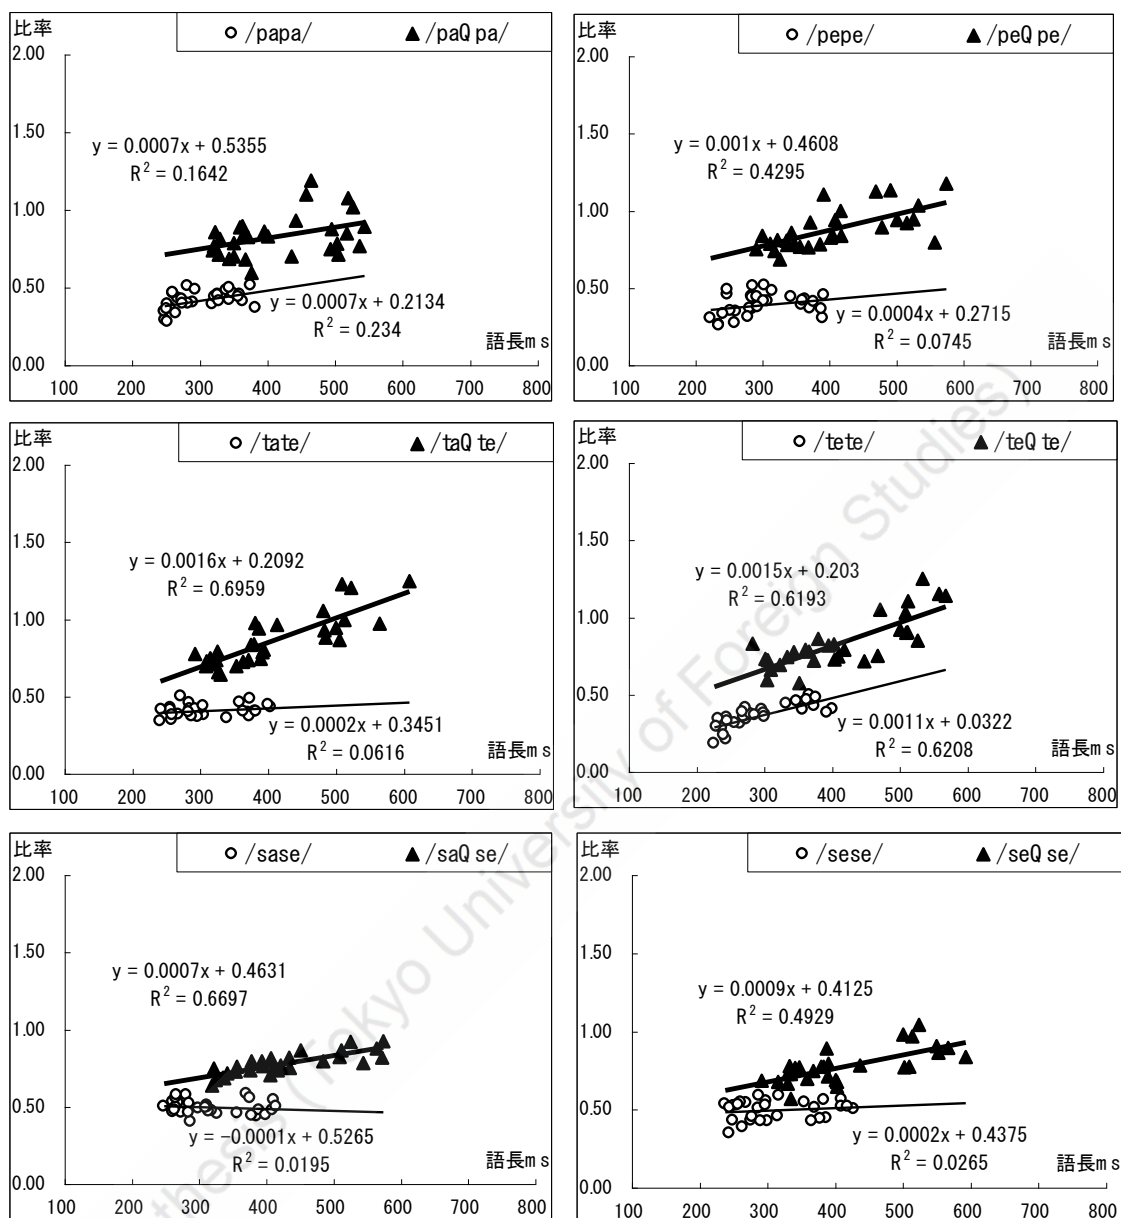 比率 /papa/ /paQ pa/
2.00
1.50
y = 0.0007x + 0.5355
R² = 0.1642
1.00
0.50
y = 0.0007x + 0.2134
R² = 0.234
語長ms
0.00
100 200 300 400 500 600 700 800
比率 /pepe/ /peQ pe/
2.00
1.50
y = 0.001x + 0.4608
R² = 0.4295
1.00
0.50
y = 0.0004x + 0.2715
R² = 0.0745
語長ms
0.00
100 200 300 400 500 600 700 800
比率 /tate/ /taQ te/
2.00
1.50
y = 0.0016x + 0.2092
R² = 0.6959
1.00
0.50
y = 0.0002x + 0.3451
R² = 0.0616
語長ms
0.00
100 200 300 400 500 600 700 800
比率 /tete/ /teQ te/
2.00
1.50
y = 0.0015x + 0.203
R² = 0.6193
1.00
0.50
y = 0.0011x + 0.0322
R² = 0.6208
語長ms
0.00
100 200 300 400 500 600 700 800
比率 /sase/ /saQ se/
2.00
1.50
y = 0.0007x + 0.4631
R² = 0.6697
1.00
0.50
y = -0.0001x + 0.5265
R² = 0.0195
語長ms
0.00
100 200 300 400 500 600 700 800
比率 /sese/ /seQ se/
2.00
1.50
y = 0.0009x + 0.4125
R² = 0.4929
1.00
0.50
y = 0.0002x + 0.4375
R² = 0.0265
語長ms
0.00
100 200 300 400 500 600 700 800
thesis (Tokyo University of Foreign Studies)